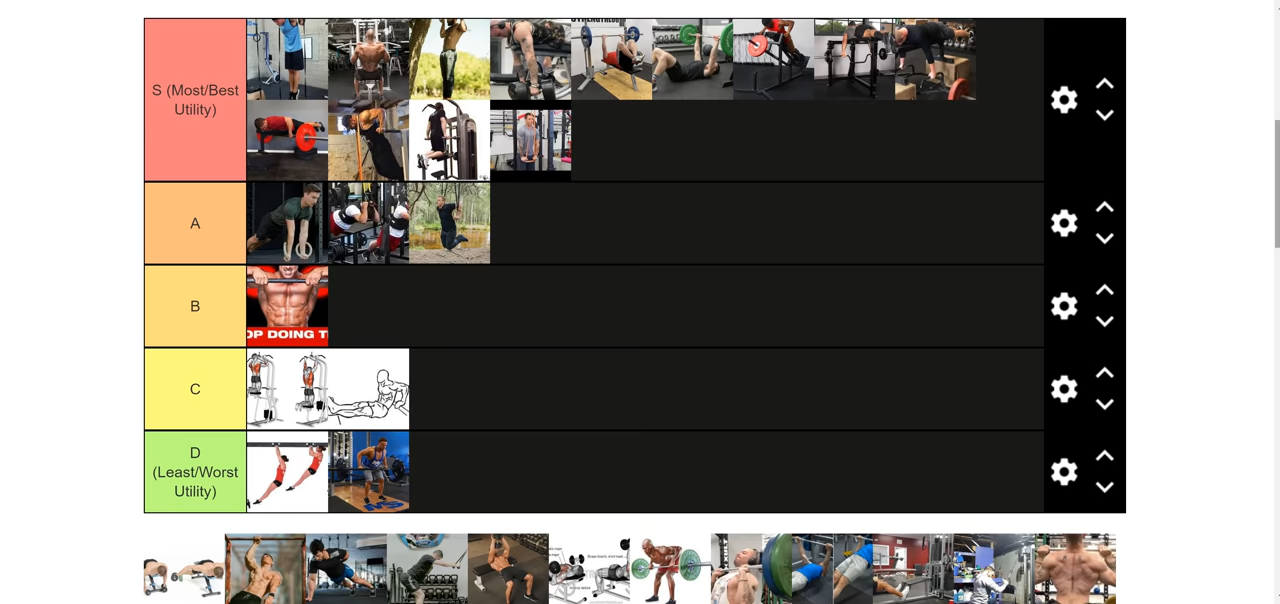 S (Most/Best
Utility)
A
B
OP DOING T
C
D
(Least/Worst
Utility)